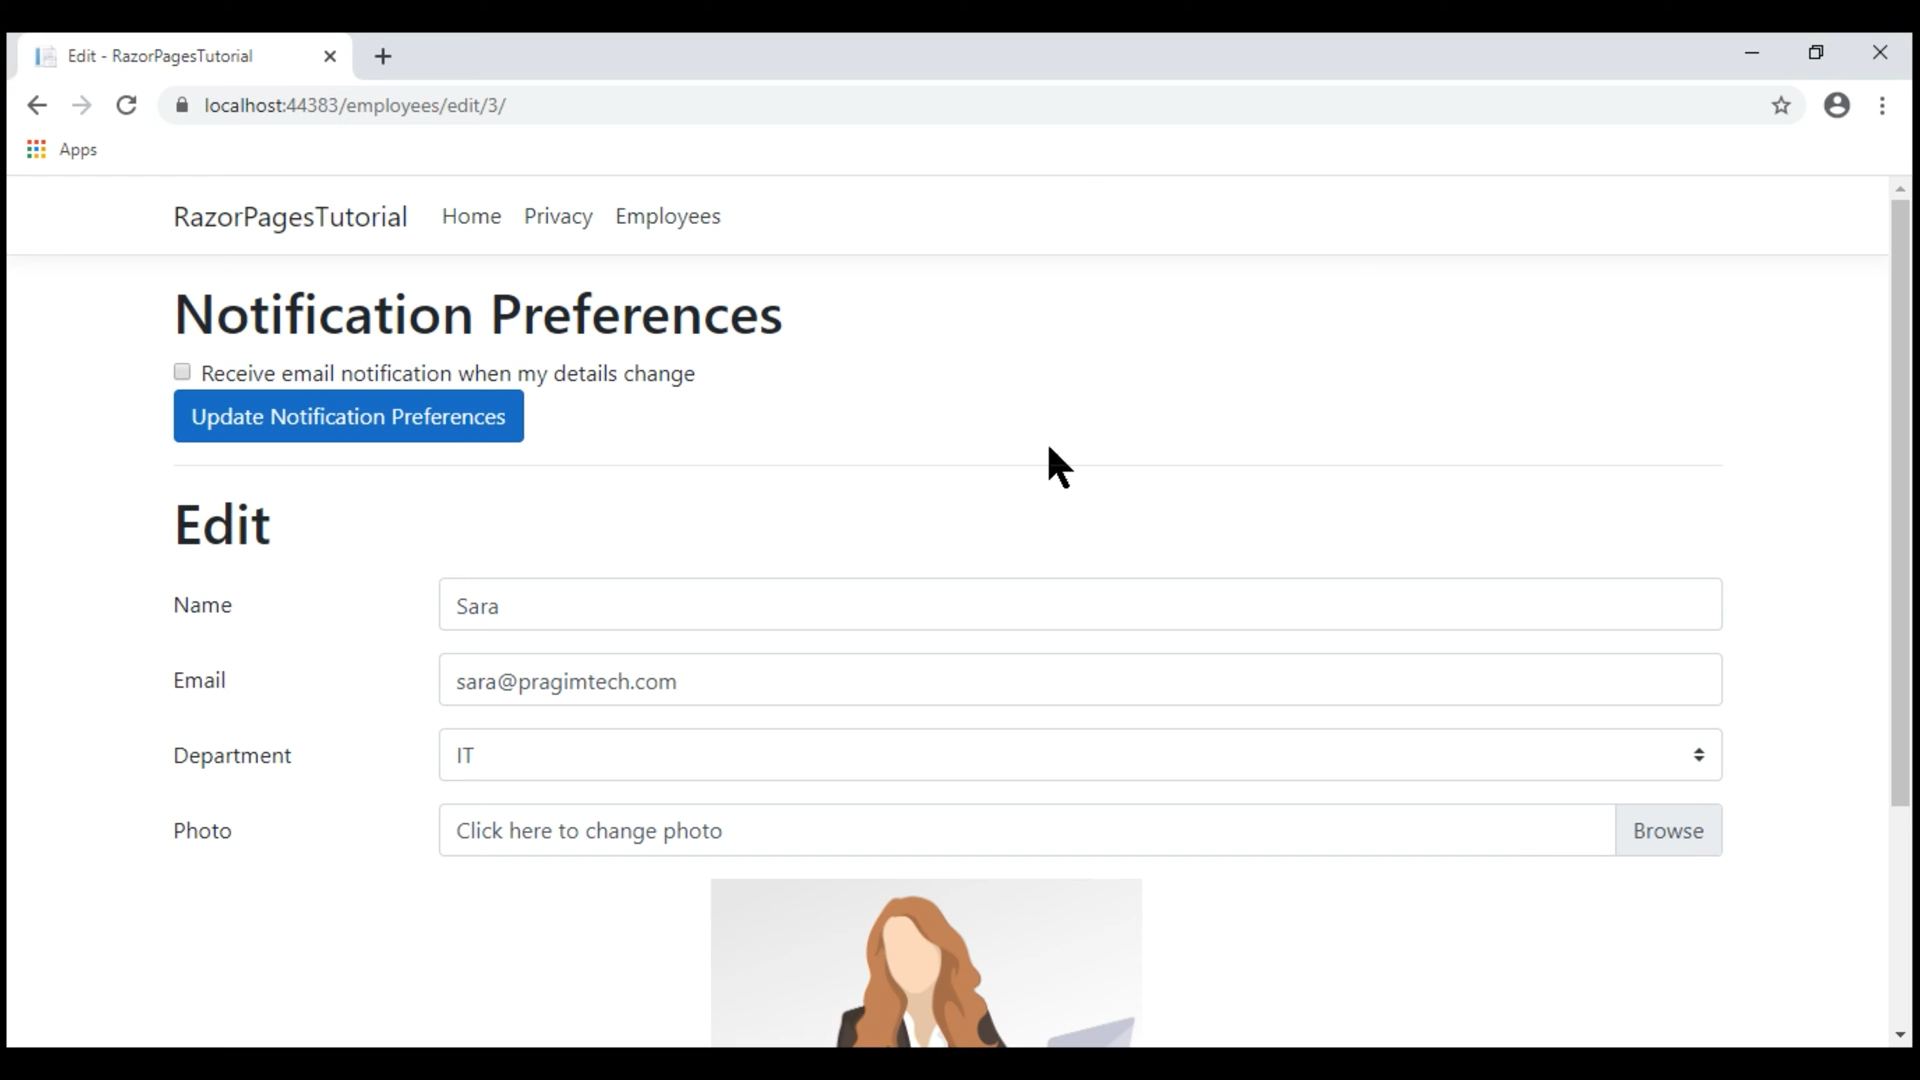 Edit - RazorPagesTutorial
localhost:44383/employees/edit/3/
Apps
RazorPagesTutorial Home Privacy Employees
Notification Preferences
Receive email notification when my details change
Update Notification Preferences
Edit
Name Sara
Email sara@pragimtech.com
Department IT
Photo Click here to change photo Browse